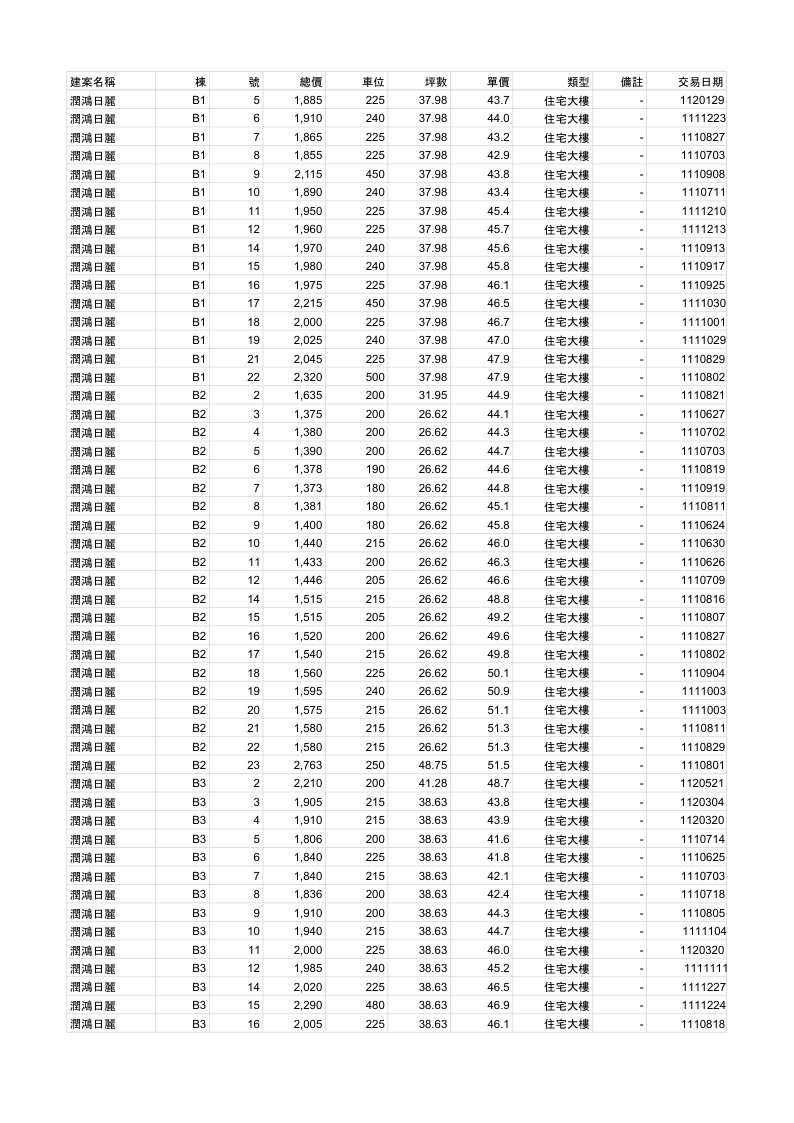 建案名稱 棟 號 總價 車位 坪數 單價 類型 備註 交易日期
潤鴻日麗 B1 5 1,885 225 37.98 43.7 住宅大樓 - 1120129
潤鴻日麗 B1 6 1,910 240 37.98 44.0 住宅大樓 - 1111223
潤鴻日麗 B1 7 1,865 225 37.98 43.2 住宅大樓 - 1110827
潤鴻日麗 B1 8 1,855 225 37.98 42.9 住宅大樓 - 1110703
潤鴻日麗 B1 9 2,115 450 37.98 43.8 住宅大樓 - 1110908
潤鴻日麗 B1 10 1,890 240 37.98 43.4 住宅大樓 - 1110711
潤鴻日麗 B1 11 1,950 225 37.98 45.4 住宅大樓 - 1111210
潤鴻日麗 B1 12 1,960 225 37.98 45.7 住宅大樓 - 1111213
潤鴻日麗 B1 14 1,970 240 37.98 45.6 住宅大樓 - 1110913
潤鴻日麗 B1 15 1,980 240 37.98 45.8 住宅大樓 - 1110917
潤鴻日麗 B1 16 1,975 225 37.98 46.1 住宅大樓 - 1110925
潤鴻日麗 B1 17 2,215 450 37.98 46.5 住宅大樓 - 1111030
潤鴻日麗 B1 18 2,000 225 37.98 46.7 住宅大樓 - 1111001
潤鴻日麗 B1 19 2,025 240 37.98 47.0 住宅大樓 - 1111029
潤鴻日麗 B1 21 2,045 225 37.98 47.9 住宅大樓 - 1110829
潤鴻日麗 B1 22 2,320 500 37.98 47.9 住宅大樓 - 1110802
潤鴻日麗 B2 2 1,635 200 31.95 44.9 住宅大樓 - 1110821
潤鴻日麗 B2 3 1,375 200 26.62 44.1 住宅大樓 - 1110627
潤鴻日麗 B2 4 1,380 200 26.62 44.3 住宅大樓 - 1110702
潤鴻日麗 B2 5 1,390 200 26.62 44.7 住宅大樓 - 1110703
潤鴻日麗 B2 6 1,378 190 26.62 44.6 住宅大樓 - 1110819
潤鴻日麗 B2 7 1,373 180 26.62 44.8 住宅大樓 - 1110919
潤鴻日麗 B2 8 1,381 180 26.62 45.1 住宅大樓 - 1110811
潤鴻日麗 B2 9 1,400 180 26.62 45.8 住宅大樓 - 1110624
潤鴻日麗 B2 10 1,440 215 26.62 46.0 住宅大樓 - 1110630
潤鴻日麗 B2 11 1,433 200 26.62 46.3 住宅大樓 - 1110626
潤鴻日麗 B2 12 1,446 205 26.62 46.6 住宅大樓 - 1110709
潤鴻日麗 B2 14 1,515 215 26.62 48.8 住宅大樓 - 1110816
潤鴻日麗 B2 15 1,515 205 26.62 49.2 住宅大樓 - 1110807
潤鴻日麗 B2 16 1,520 200 26.62 49.6 住宅大樓 - 1110827
潤鴻日麗 B2 17 1,540 215 26.62 49.8 住宅大樓 - 1110802
潤鴻日麗 B2 18 1,560 225 26.62 50.1 住宅大樓 - 1110904
潤鴻日麗 B2 19 1,595 240 26.62 50.9 住宅大樓 - 1111003
潤鴻日麗 B2 20 1,575 215 26.62 51.1 住宅大樓 - 1111003
潤鴻日麗 B2 21 1,580 215 26.62 51.3 住宅大樓 - 1110811
潤鴻日麗 B2 22 1,580 215 26.62 51.3 住宅大樓 - 1110829
潤鴻日麗 B2 23 2,763 250 48.75 51.5 住宅大樓 - 1110801
潤鴻日麗 B3 2 2,210 200 41.28 48.7 住宅大樓 - 1120521
潤鴻日麗 B3 3 1,905 215 38.63 43.8 住宅大樓 - 1120304
潤鴻日麗 B3 4 1,910 215 38.63 43.9 住宅大樓 - 1120320
潤鴻日麗 B3 5 1,806 200 38.63 41.6 住宅大樓 - 1110714
潤鴻日麗 B3 6 1,840 225 38.63 41.8 住宅大樓 - 1110625
潤鴻日麗 B3 7 1,840 215 38.63 42.1 住宅大樓 - 1110703
潤鴻日麗 B3 8 1,836 200 38.63 42.4 住宅大樓 - 1110718
潤鴻日麗 B3 9 1,910 200 38.63 44.3 住宅大樓 - 1110805
潤鴻日麗 B3 10 1,940 215 38.63 44.7 住宅大樓 - 1111104
潤鴻日麗 B3 11 2,000 225 38.63 46.0 住宅大樓 - 1120320
潤鴻日麗 B3 12 1,985 240 38.63 45.2 住宅大樓 - 1111111
潤鴻日麗 B3 14 2,020 225 38.63 46.5 住宅大樓 - 1111227
潤鴻日麗 B3 15 2,290 480 38.63 46.9 住宅大樓 - 1111224
潤鴻日麗 B3 16 2,005 225 38.63 46.1 住宅大樓 - 1110818